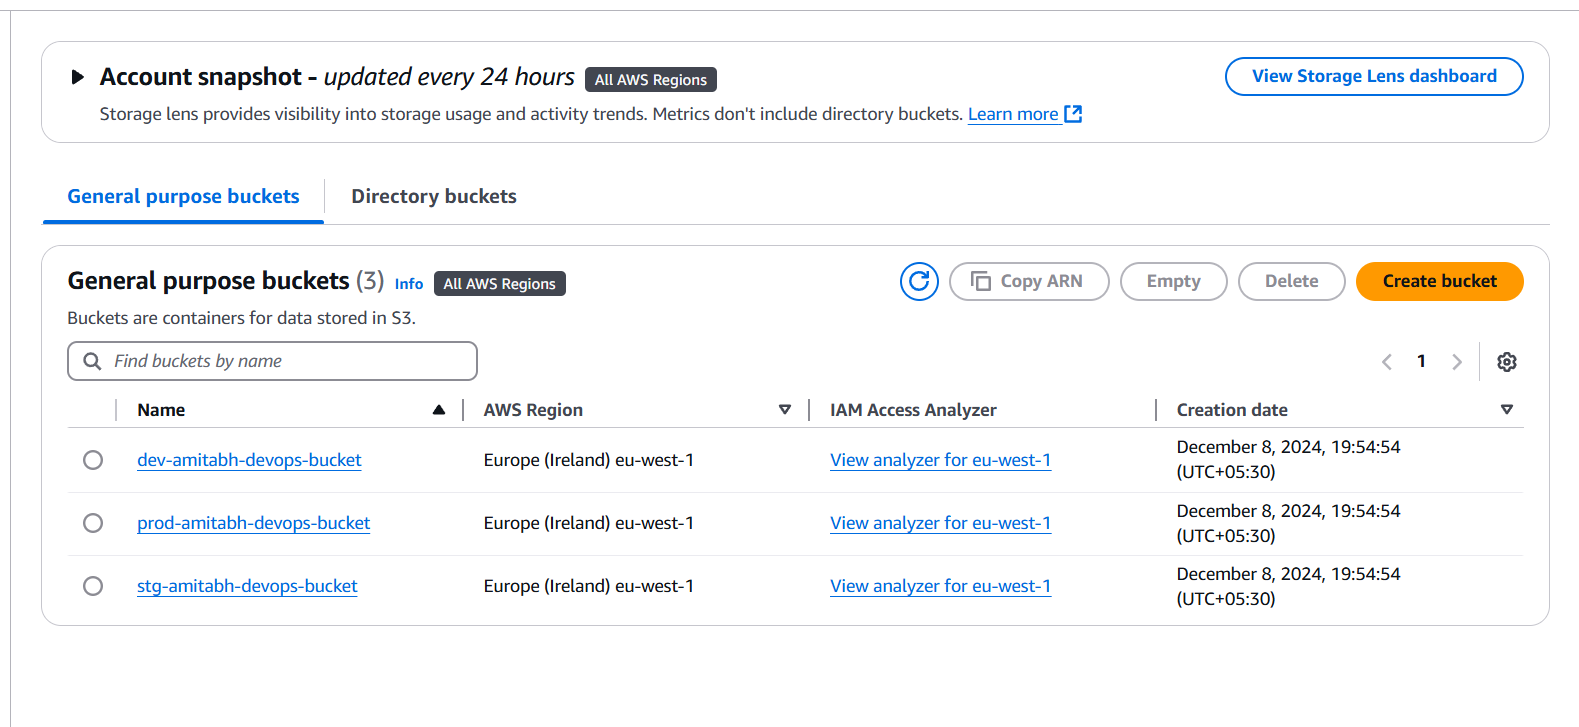 Account snapshot - updated every 24 hours All AWS Regions View Storage Lens dashboard
Storage lens provides visibility into storage usage and activity trends. Metrics don't include directory buckets. Learn more
General purpose buckets Directory buckets
General purpose buckets (3) Info All AWS Regions Copy ARN Empty Delete Create bucket
Buckets are containers for data stored in S3.
Find buckets by name 1
Name AWS Region IAM Access Analyzer Creation date
dev-amitabh-devops-bucket Europe (Ireland) eu-west-1 View analyzer for eu-west-1 December 8, 2024, 19:54:54
(UTC+05:30)
prod-amitabh-devops-bucket Europe (Ireland) eu-west-1 View analyzer for eu-west-1 December 8, 2024, 19:54:54
(UTC+05:30)
stg-amitabh-devops-bucket Europe (Ireland) eu-west-1 View analyzer for eu-west-1 December 8, 2024, 19:54:54
(UTC+05:30)